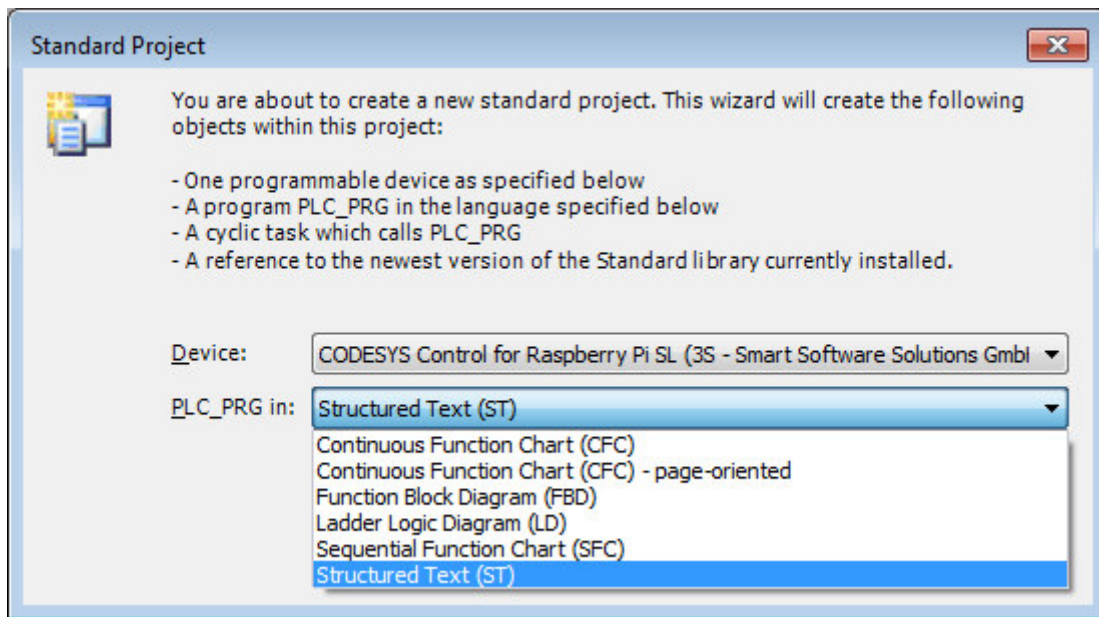 Standard Project
You are about to create a new standard project. This wizard will create the following
objects within this project:
- One programmable device as specified below
- A program PLC_PRG in the language specified below
- A cyclic task which calls PLC_PRG
- A reference to the newest version of the Standard library currently installed.
Device: CODESYS Control for Raspberry Pi SL (3S - Smart Software Solutions Gmbl
PLC_PRG in: Structured Text (ST)
Continuous Function Chart (CFC)
Continuous Function Chart (CFC) - page-oriented
Function Block Diagram (FBD)
Ladder Logic Diagram (LD)
Sequential Function Chart (SFC)
Structured Text (ST)